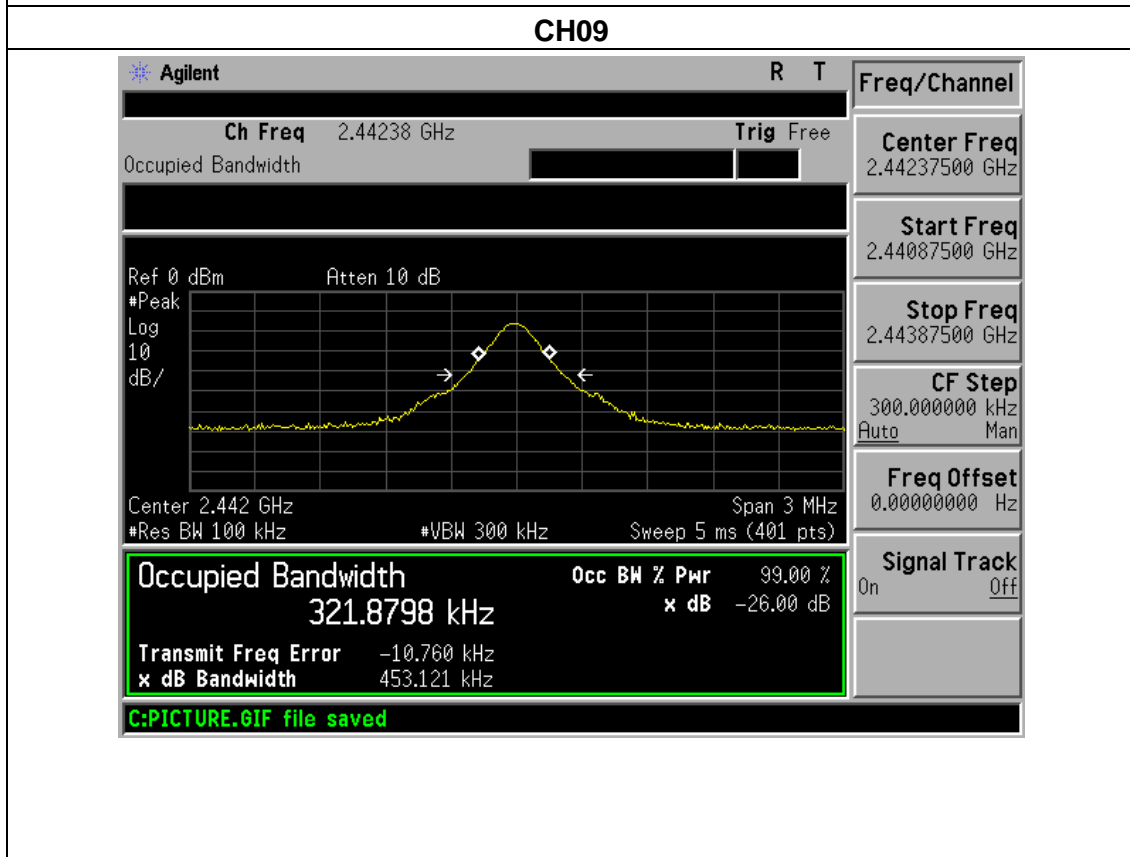 CH09
Agilent R T
Freq/Channel
Ch Freq 2.44238 GHz Trig Free
Occupied Bandwidth
Center Freq
2.44237500 GHz
Start Freq
2.44087500 GHz
Ref 0 dBm Atten 10 dB
#Peak
Log
10
dB/
Stop Freq
2.44387500 GHz
CF Step
300.000000 kHz
Auto Man
Freq Offset
0.00000000 Hz
Center 2.442 GHz Span 3 MHz
#Res BW 100 kHz #VBW 300 kHz Sweep 5 ms (401 pts)
Signal Track
On Off
Occupied Bandwidth Occ BW % Pwr 99.00 %
321.8798 kHz x dB -26.00 dB
Transmit Freq Error -10.760 kHz
x dB Bandwidth 453.121 kHz
C:PICTURE.GIF file saved